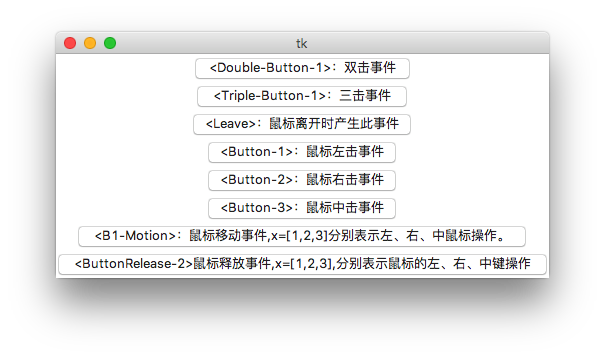 tk
<Double-Button-1>：双击事件
<Triple-Button-1>：三击事件
<Leave>：鼠标离开时产生此事件
<Button-1>：鼠标左击事件
<Button-2>：鼠标右击事件
<Button-3>：鼠标中击事件
<B1-Motion>：鼠标移动事件,x=[1,2,3]分别表示左、右、中鼠标操作。
<ButtonRelease-2>鼠标释放事件,x=[1,2,3],分别表示鼠标的左、右、中键操作